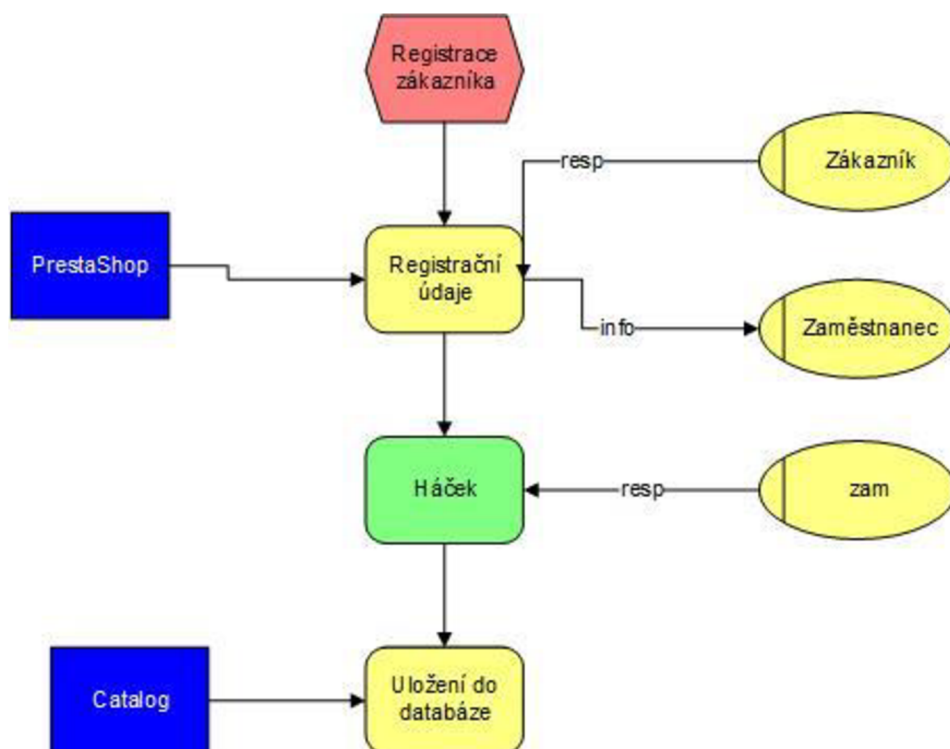 Registrace
zákazníka
resp
Zákazník
PrestaShop
Registrační
údaje
info
Zaměstnanec
Háček
resp
zam
Catalog
Uložení do
databáze